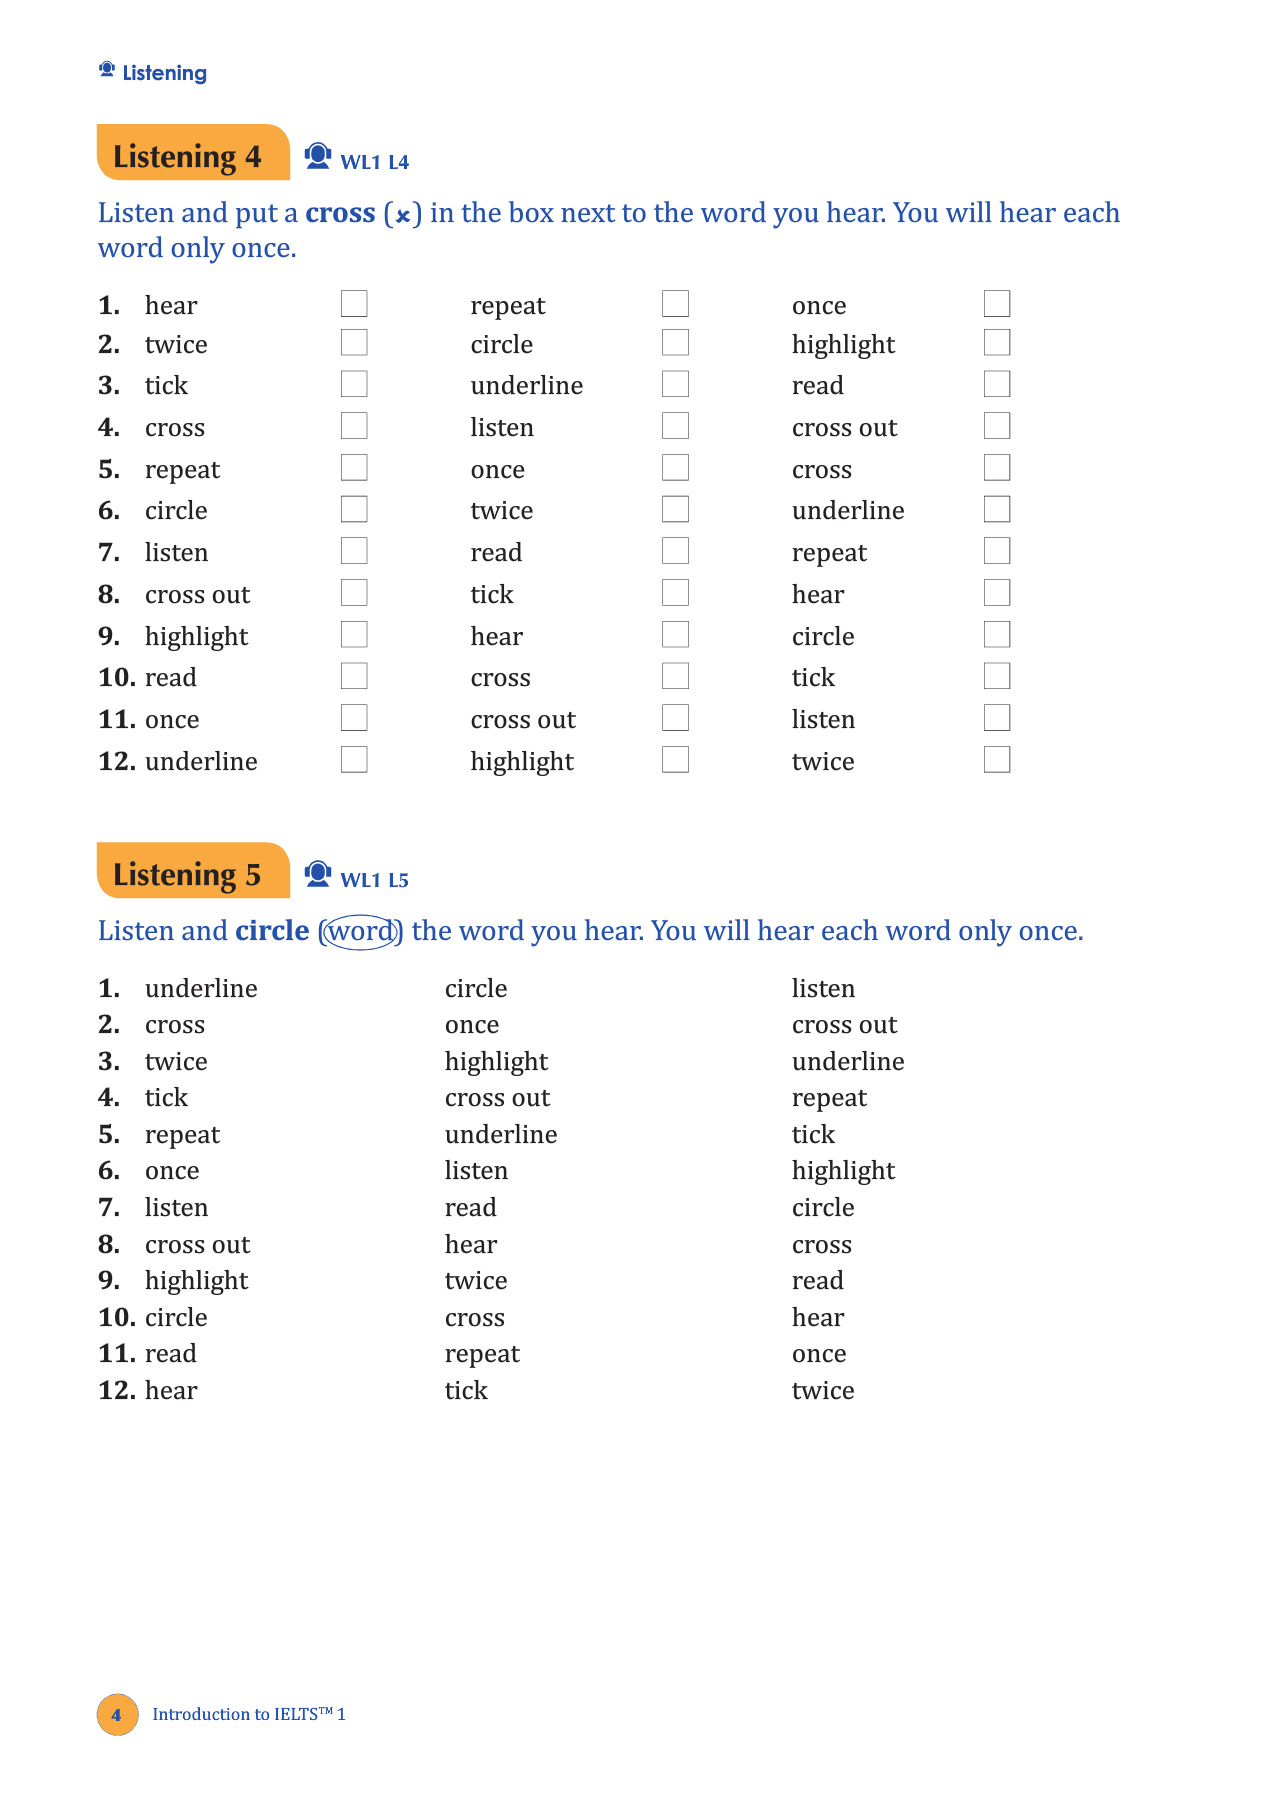 Listening
Listening 4 WL1 L4
Listen and put a cross (✗) in the box next to the word you hear. You will hear each
word only once.
1. hear repeat once
2. twice circle highlight
3. tick underline read
4. cross listen cross out
5. repeat once cross
6. circle twice underline
7. listen read repeat
8. cross out tick hear
9. highlight hear circle
10. read cross tick
11. once cross out listen
12. underline highlight twice
Listening 5 WL1 L5
Listen and circle (word) the word you hear. You will hear each word only once.
1. underline circle listen
2. cross once cross out
3. twice highlight underline
4. tick cross out repeat
5. repeat underline tick
6. once listen highlight
7. listen read circle
8. cross out hear cross
9. highlight twice read
10. circle cross hear
11. read repeat once
12. hear tick twice
4 Introduction to IELTS™ 1